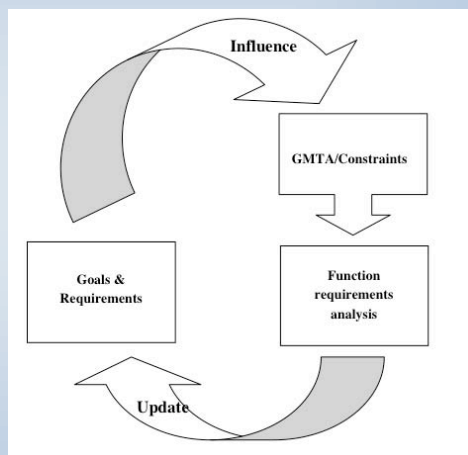 Influence
GMTA/Constraints
Goals &
Requirements
Function
requirements
analysis
Update